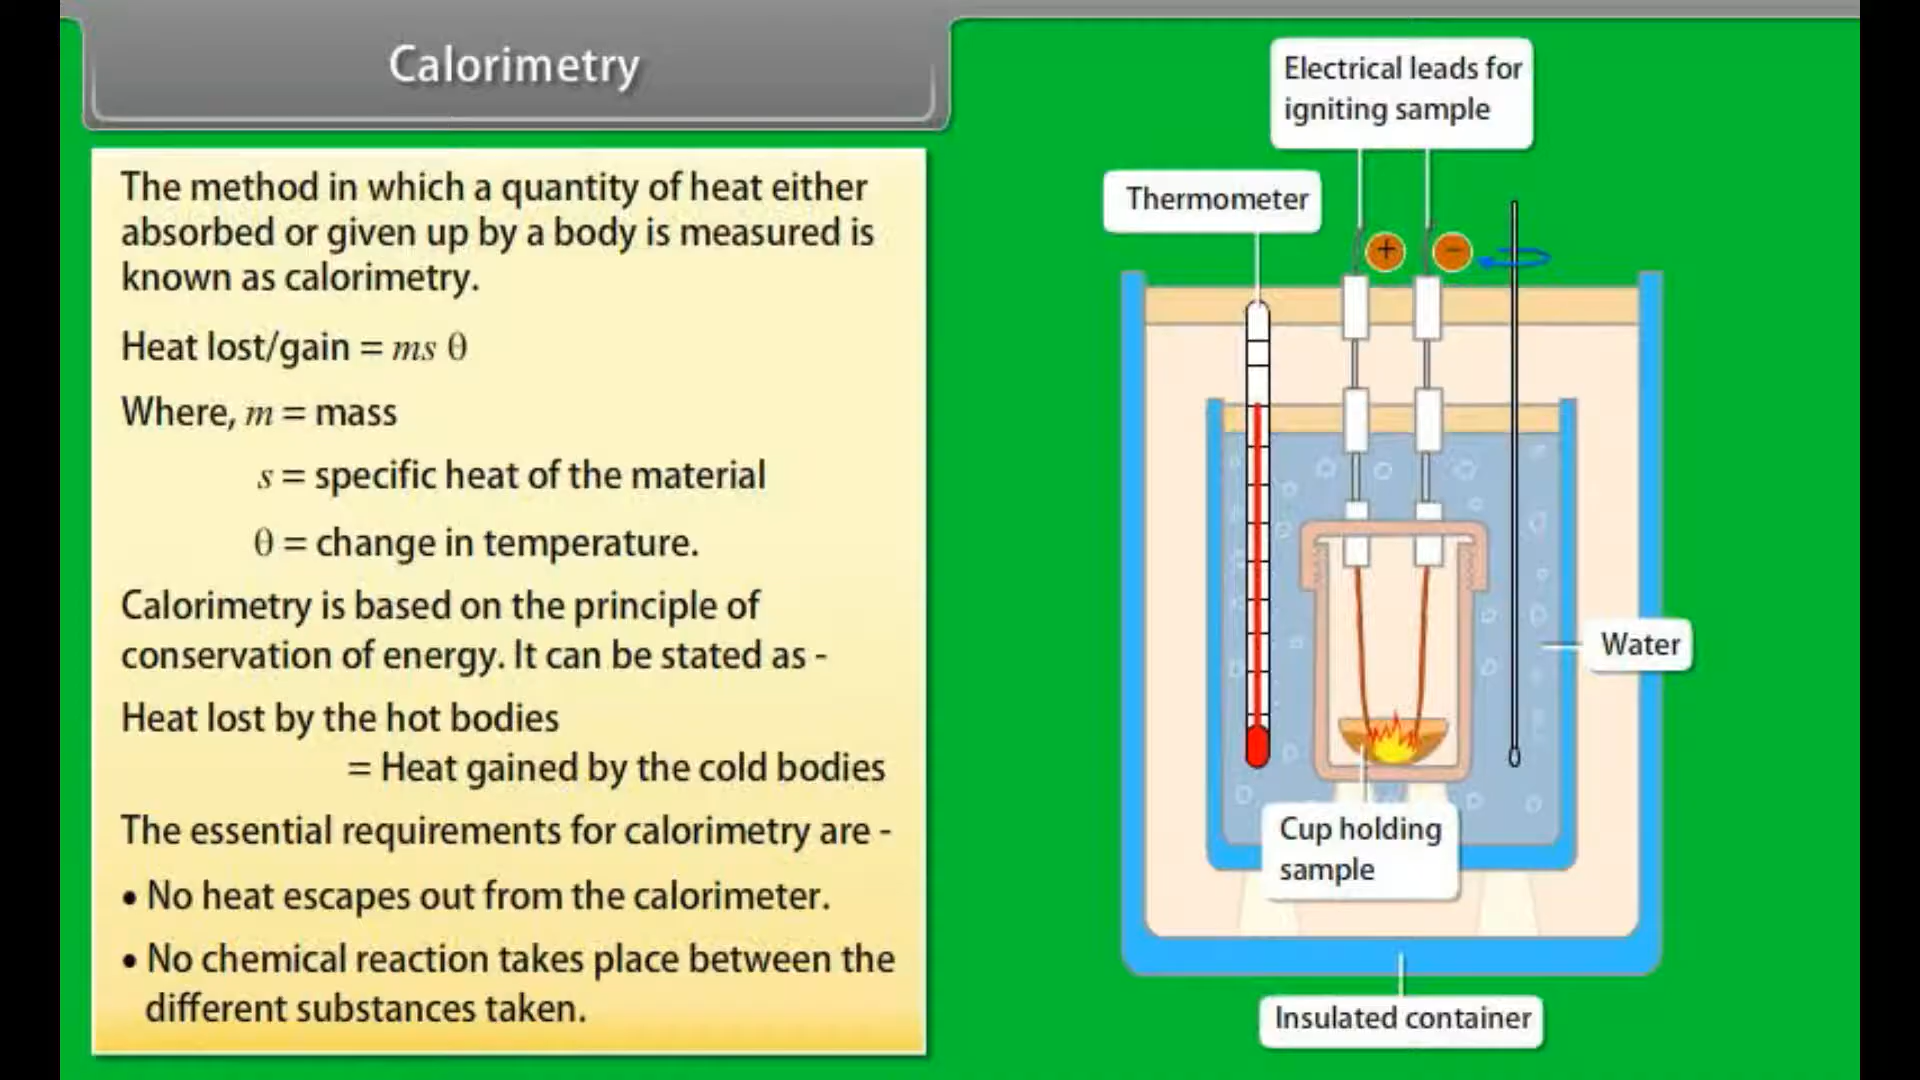 Calorimetry
The method in which a quantity of heat either
absorbed or given up by a body is measured is
known as calorimetry.
Heat lost/gain = ms θ
Where, m = mass
s = specific heat of the material
θ = change in temperature.
Calorimetry is based on the principle of
conservation of energy. It can be stated as -
Heat lost by the hot bodies
= Heat gained by the cold bodies
The essential requirements for calorimetry are -
• No heat escapes out from the calorimeter.
• No chemical reaction takes place between the
different substances taken.
Electrical leads for
igniting sample
Thermometer
+ −
Water
Cup holding
sample
Insulated container